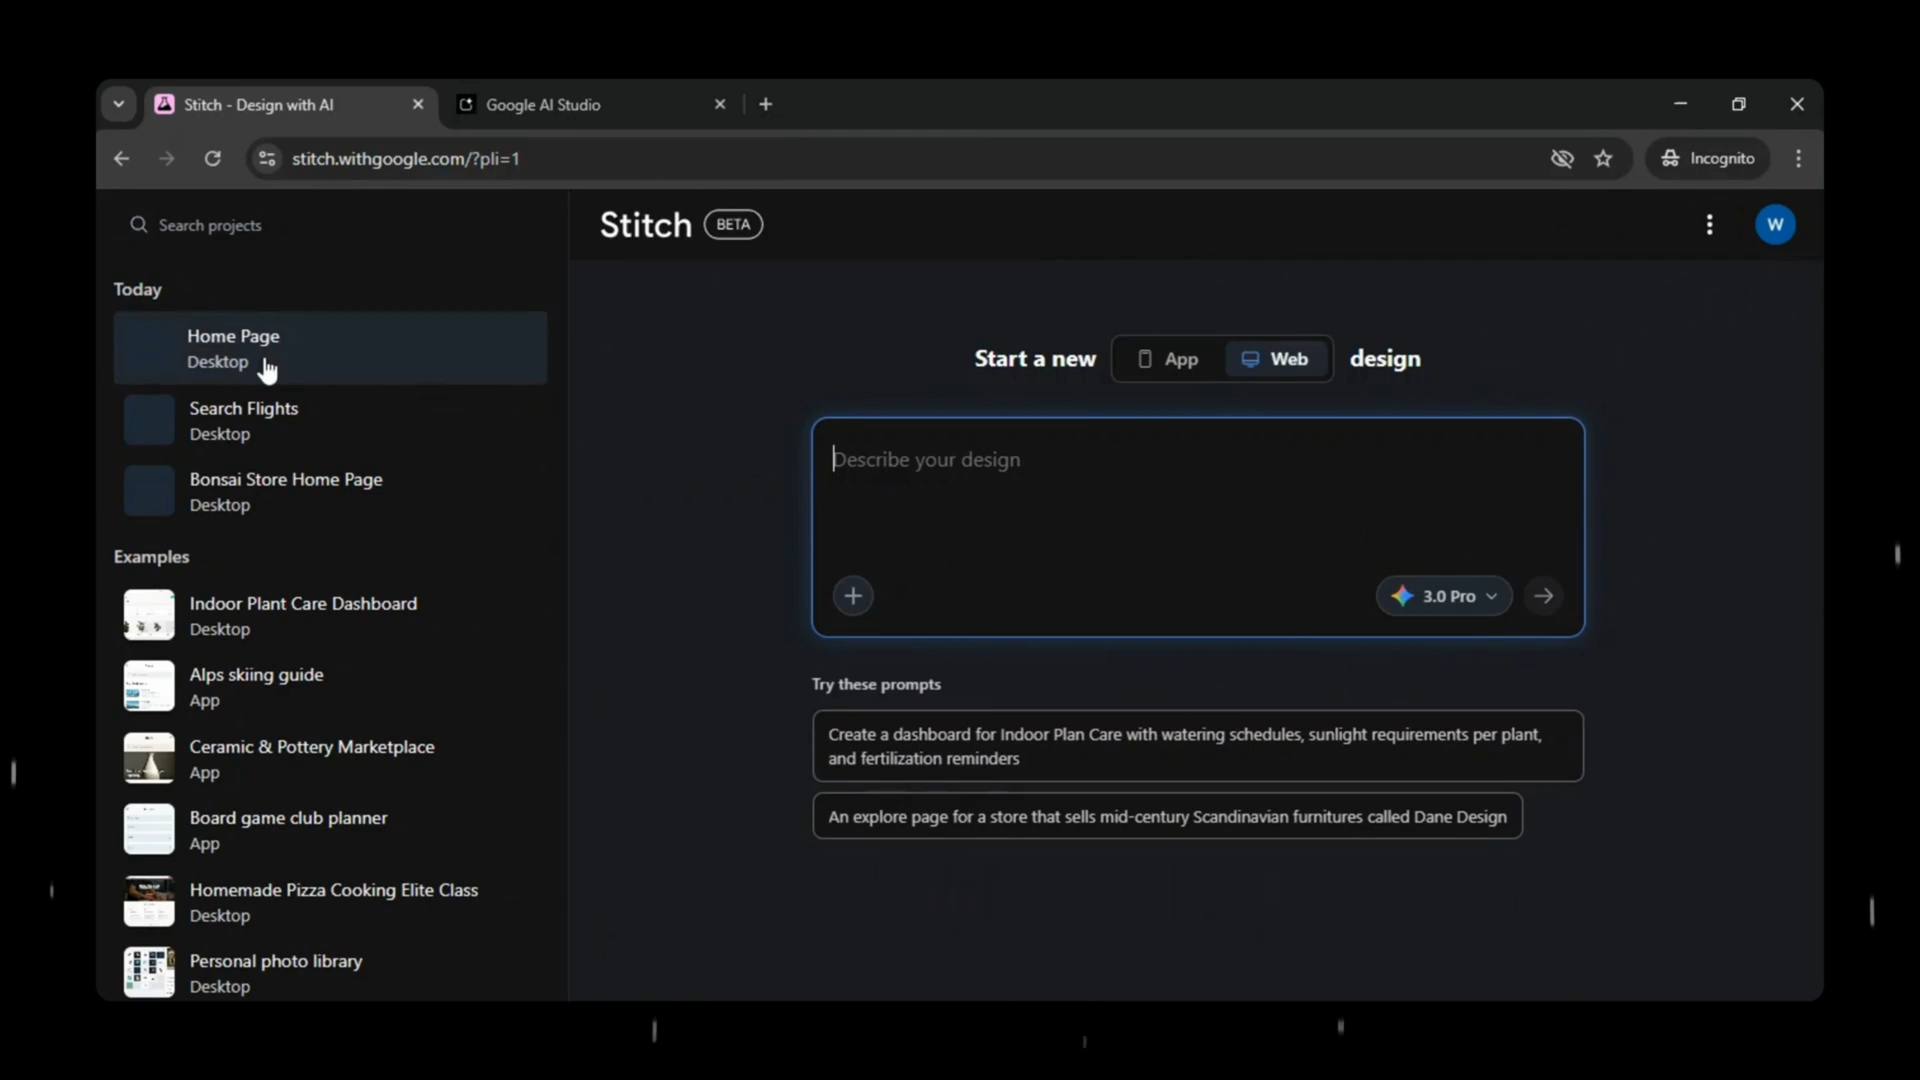 Stitch - Design with AI
Google AI Studio
stitch.withgoogle.com/?pli=1
Incognito
Search projects
Stitch BETA
W
Today
Home Page
Desktop
Search Flights
Desktop
Bonsai Store Home Page
Desktop
Examples
Indoor Plant Care Dashboard
Desktop
Alps skiing guide
App
Ceramic & Pottery Marketplace
App
Board game club planner
App
Homemade Pizza Cooking Elite Class
Desktop
Personal photo library
Desktop
Start a new App Web design
Describe your design
3.0 Pro
Try these prompts
Create a dashboard for Indoor Plan Care with watering schedules, sunlight requirements per plant,
and fertilization reminders
An explore page for a store that sells mid-century Scandinavian furnitures called Dane Design